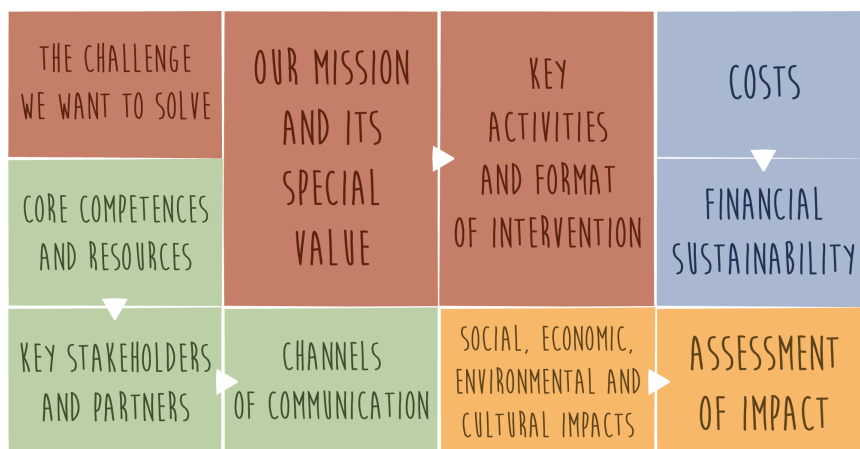 THE CHALLENGE
WE WANT TO SOLVE
OUR MISSION
AND ITS
SPECIAL
VALUE
KEY
ACTIVITIES
AND FORMAT
OF INTERVENTION
COSTS
CORE COMPETENCES
AND RESOURCES
FINANCIAL
SUSTAINABILITY
KEY STAKEHOLDERS
AND PARTNERS
CHANNELS
OF COMMUNICATION
SOCIAL, ECONOMIC,
ENVIRONMENTAL AND
CULTURAL IMPACTS
ASSESSMENT
OF IMPACT